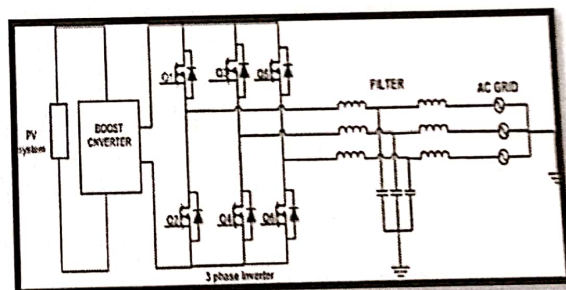 Q1
Q3
Q5
FILTER
AC GRID
PV
system
BOOST
CNVERTER
Q2
Q4
Q6
3 phase Inverter